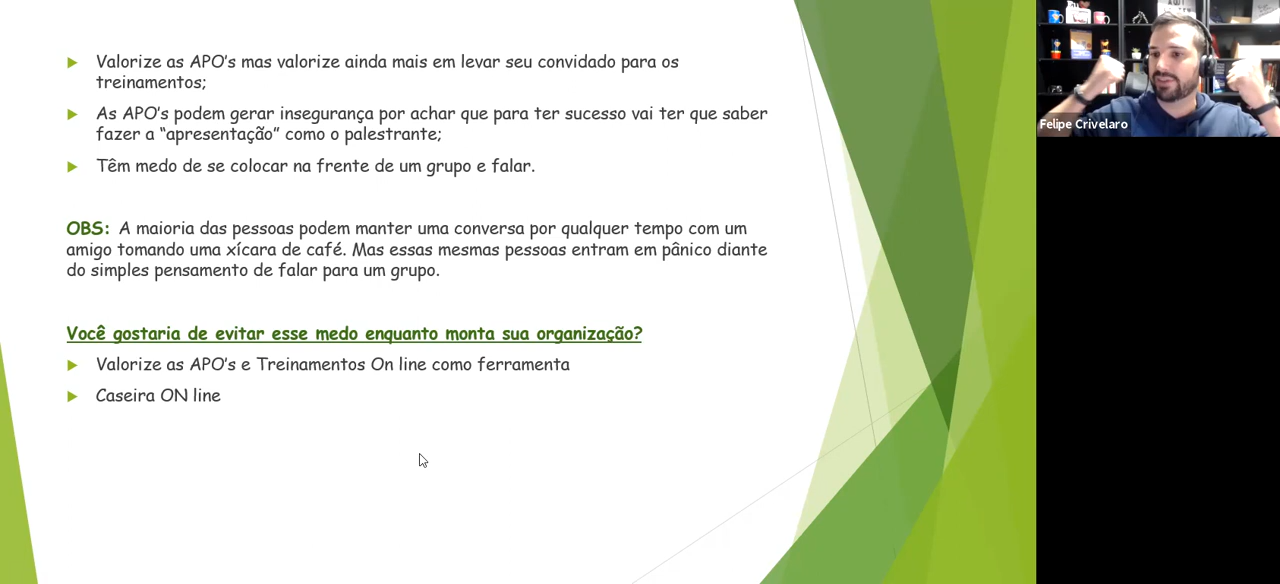 Valorize as APO's mas valorize ainda mais em levar seu convidado para os
treinamentos;
As APO's podem gerar insegurança por achar que para ter sucesso vai ter que saber
fazer a “apresentação” como o palestrante;
Têm medo de se colocar na frente de um grupo e falar.
OBS: A maioria das pessoas podem manter uma conversa por qualquer tempo com um
amigo tomando uma xícara de café. Mas essas mesmas pessoas entram em pânico diante
do simples pensamento de falar para um grupo.
Você gostaria de evitar esse medo enquanto monta sua organização?
Valorize as APO's e Treinamentos On line como ferramenta
Caseira ON line
Felipe Crivelaro